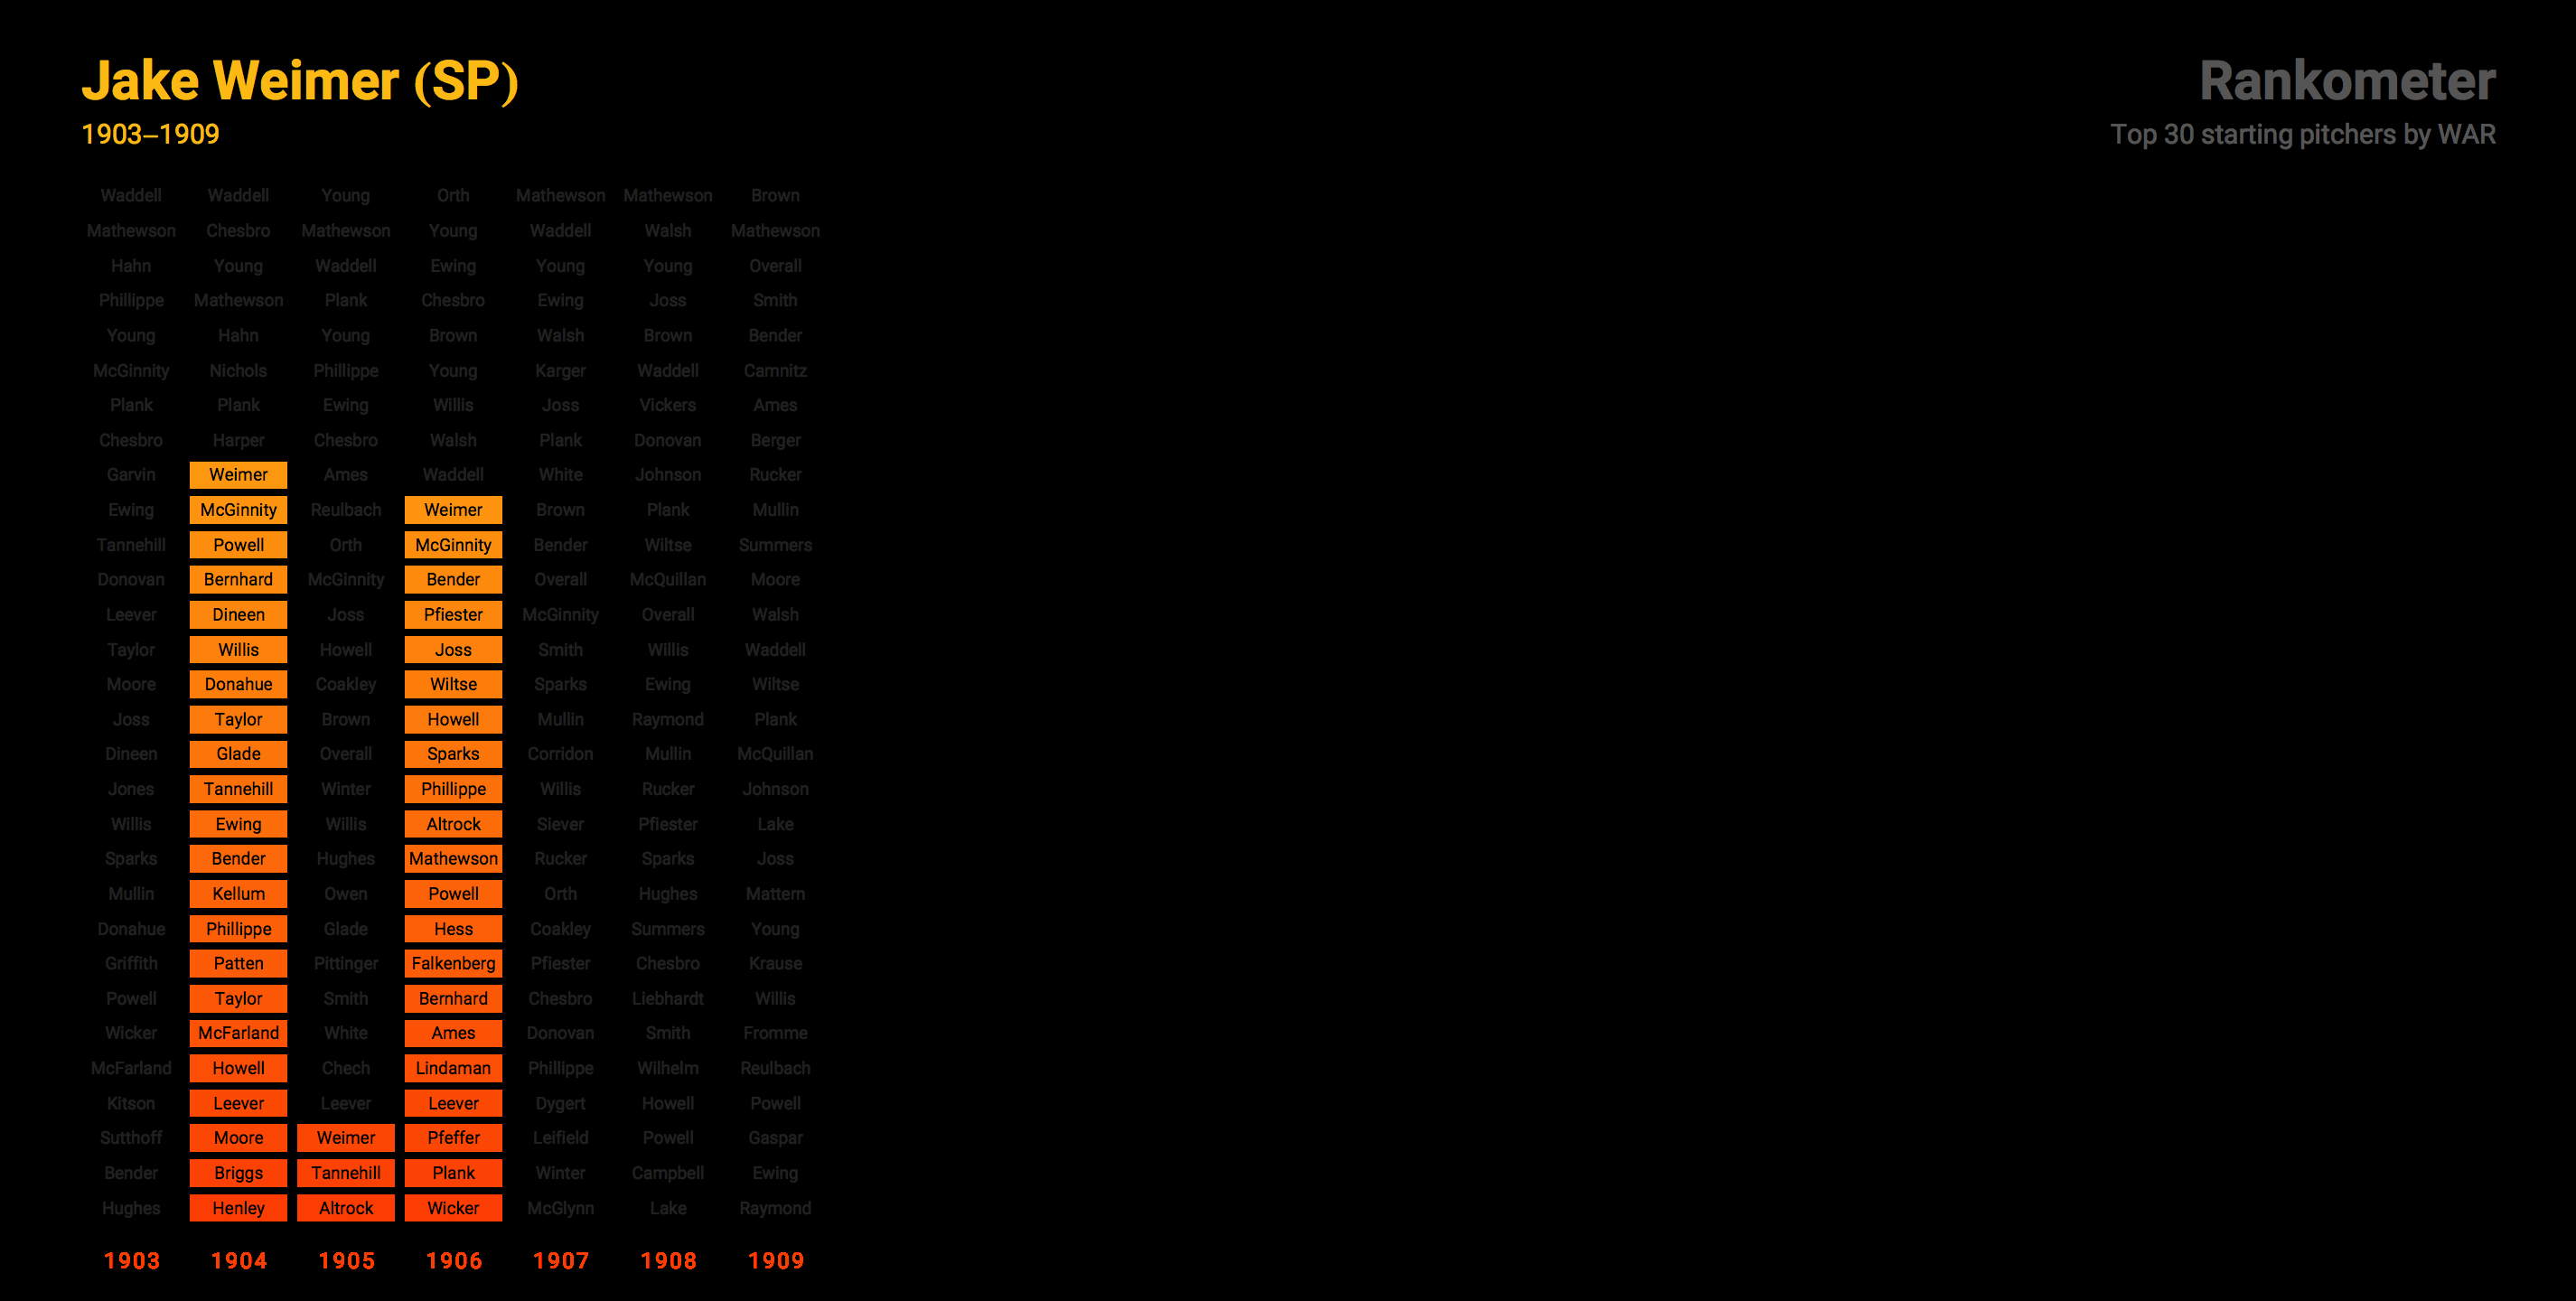 Jake Weimer (SP)
1903–1909
Rankometer
Top 30 starting pitchers by WAR
Waddell Waddell Young Orth Mathewson Mathewson Brown
Mathewson Chesbro Mathewson Young Waddell Walsh Mathewson
Hahn Young Waddell Ewing Young Young Overall
Phillippe Mathewson Plank Chesbro Ewing Joss Smith
Young Hahn Young Brown Walsh Brown Bender
McGinnity Nichols Phillippe Young Karger Waddell Camnitz
Plank Plank Ewing Willis Joss Vickers Ames
Chesbro Harper Chesbro Walsh Plank Donovan Berger
Garvin Weimer Ames Waddell White Johnson Rucker
Ewing McGinnity Reulbach Weimer Brown Plank Mullin
Tannehill Powell Orth McGinnity Bender Wiltse Summers
Donovan Bernhard McGinnity Bender Overall McQuillan Moore
Leever Dineen Joss Pfiester McGinnity Overall Walsh
Taylor Willis Howell Joss Smith Willis Waddell
Moore Donahue Coakley Wiltse Sparks Ewing Wiltse
Joss Taylor Brown Howell Mullin Raymond Plank
Dineen Glade Overall Sparks Corridon Mullin McQuillan
Jones Tannehill Winter Phillippe Willis Rucker Johnson
Willis Ewing Willis Altrock Siever Pfiester Lake
Sparks Bender Hughes Mathewson Rucker Sparks Joss
Mullin Kellum Owen Powell Orth Hughes Mattern
Donahue Phillippe Glade Hess Coakley Summers Young
Griffith Patten Pittinger Falkenberg Pfiester Chesbro Krause
Powell Taylor Smith Bernhard Chesbro Liebhardt Willis
Wicker McFarland White Ames Donovan Smith Fromme
McFarland Howell Chech Lindaman Phillippe Wilhelm Reulbach
Kitson Leever Leever Leever Dygert Howell Powell
Sutthoff Moore Weimer Pfeffer Leifield Powell Gaspar
Bender Briggs Tannehill Plank Winter Campbell Ewing
Hughes Henley Altrock Wicker McGlynn Lake Raymond
1903 1904 1905 1906 1907 1908 1909